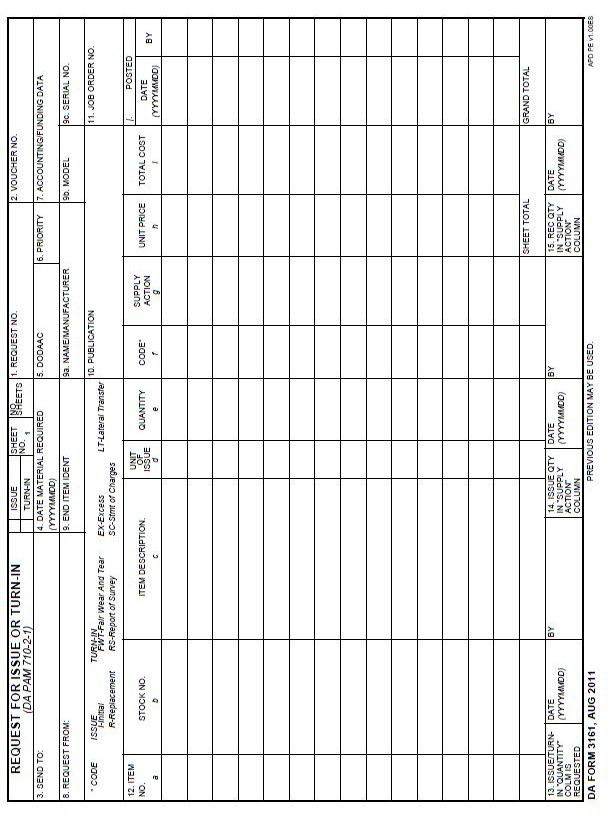 REQUEST FOR ISSUE OR TURN-IN
(DA PAM 710-2-1)
ISSUE
TURN-IN
SHEET NO. 1
NO. SHEETS
1. REQUEST NO.
2. VOUCHER NO.
3. SEND TO:
4. DATE MATERIAL REQUIRED
(YYYYMMDD)
5. DODAAC
6. PRIORITY
7. ACCOUNTING/FUNDING DATA
8. REQUEST FROM:
9. END ITEM IDENT
9a. NAME/MANUFACTURER
9b. MODEL
9c. SERIAL NO.
* CODE
ISSUE
I-Initial
R-Replacement
TURN-IN
FWT-Fair Wear And Tear
RS-Report of Survey
EX-Excess
SC-Stmt of Charges
LT-Lateral Transfer
10. PUBLICATION
11. JOB ORDER NO.
12. ITEM
NO.
a
STOCK NO.
b
ITEM DESCRIPTION
c
UNIT
OF
ISSUE
d
QUANTITY
e
CODE*
f
SUPPLY
ACTION
g
UNIT PRICE
h
TOTAL COST
i
j.
POSTED
DATE
(YYYYMMDD)
BY
SHEET TOTAL
GRAND TOTAL
13. ISSUE/TURN-
IN "QUANTITY"
COLM IS
REQUESTED
DATE
(YYYYMMDD)
BY
14. ISSUE QTY
IN "SUPPLY
ACTION"
COLUMN
DATE
(YYYYMMDD)
BY
15. REC QTY
IN "SUPPLY
ACTION"
COLUMN
DATE
(YYYYMMDD)
BY
DA FORM 3161, AUG 2011
PREVIOUS EDITION MAY BE USED.
APD PE v1.00ES